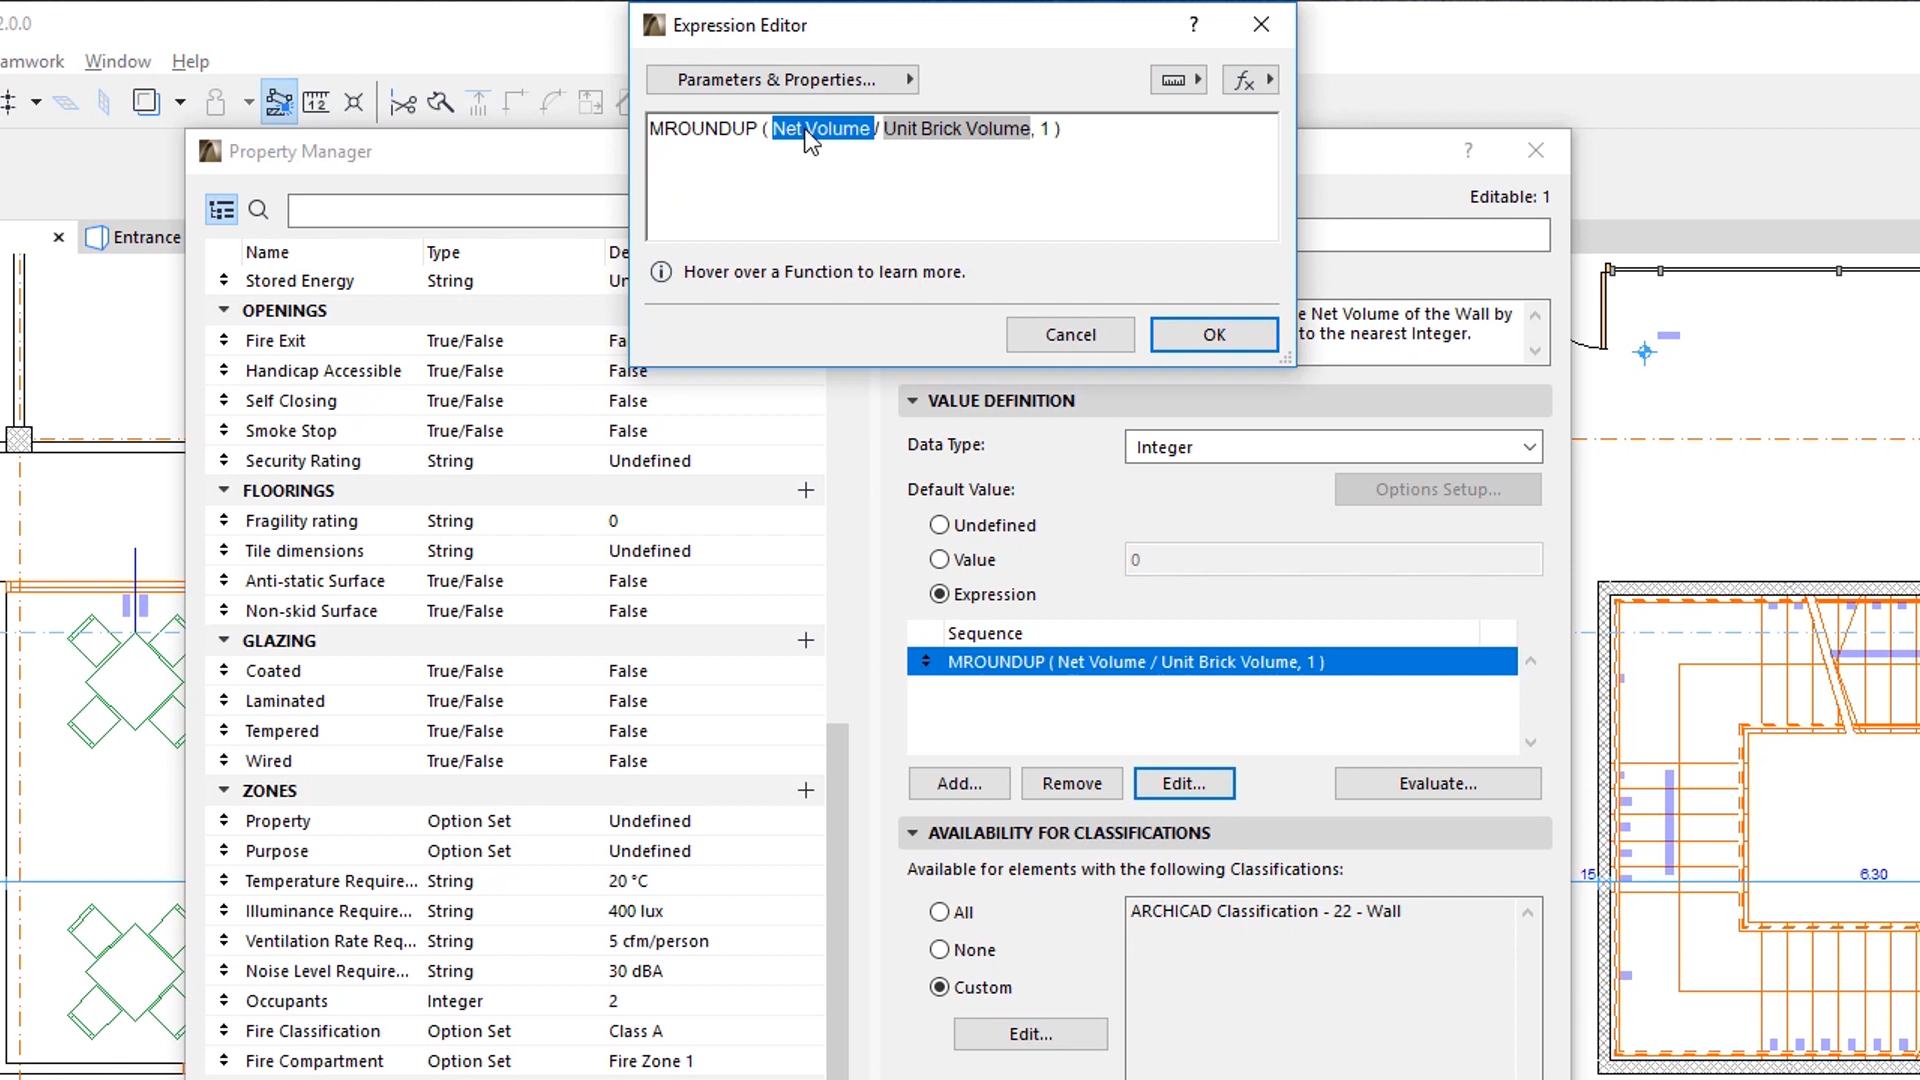 2.0.0
Expression Editor
?
amwork Window Help
Parameters & Properties...
fx
MROUNDUP ( Net Volume / Unit Brick Volume, 1 )
Property Manager
?
Editable: 1
Entrance
Name Type De
Hover over a Function to learn more.
Stored Energy String Un
OPENINGS
e Net Volume of the Wall by
to the nearest Integer.
Cancel OK
Fire Exit True/False Fa
Handicap Accessible True/False False
Self Closing True/False False
Smoke Stop True/False False
Security Rating String Undefined
FLOORINGS
Fragility rating String 0
Tile dimensions String Undefined
Anti-static Surface True/False False
Non-skid Surface True/False False
GLAZING
Coated True/False False
Laminated True/False False
Tempered True/False False
Wired True/False False
ZONES
Property Option Set Undefined
Purpose Option Set Undefined
Temperature Require... String 20 °C
Illuminance Require... String 400 lux
Ventilation Rate Req... String 5 cfm/person
Noise Level Require... String 30 dBA
Occupants Integer 2
Fire Classification Option Set Class A
Fire Compartment Option Set Fire Zone 1
VALUE DEFINITION
Data Type: Integer
Default Value: Options Setup...
Undefined
Value 0
Expression
Sequence
MROUNDUP ( Net Volume / Unit Brick Volume, 1 )
Add... Remove Edit... Evaluate...
AVAILABILITY FOR CLASSIFICATIONS
Available for elements with the following Classifications:
All ARCHICAD Classification - 22 - Wall
None
Custom
Edit...
15
6.30